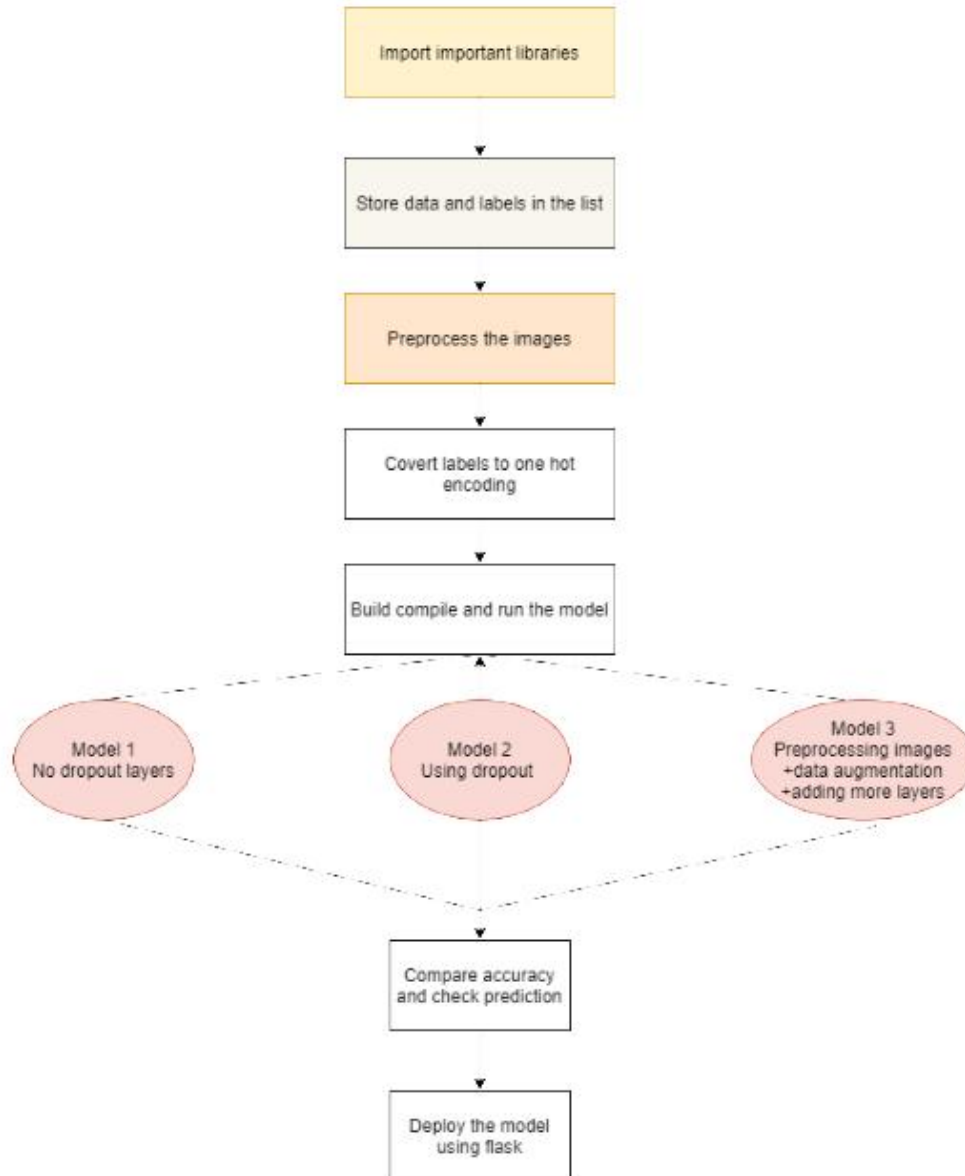 Import important libraries
Store data and labels in the list
Preprocess the images
Covert labels to one hot
encoding
Build compile and run the model
Model 1
No dropout layers
Model 2
Using dropout
Model 3
Preprocessing images
+data augmentation
+adding more layers
Compare accuracy
and check prediction
Deploy the model
using flask